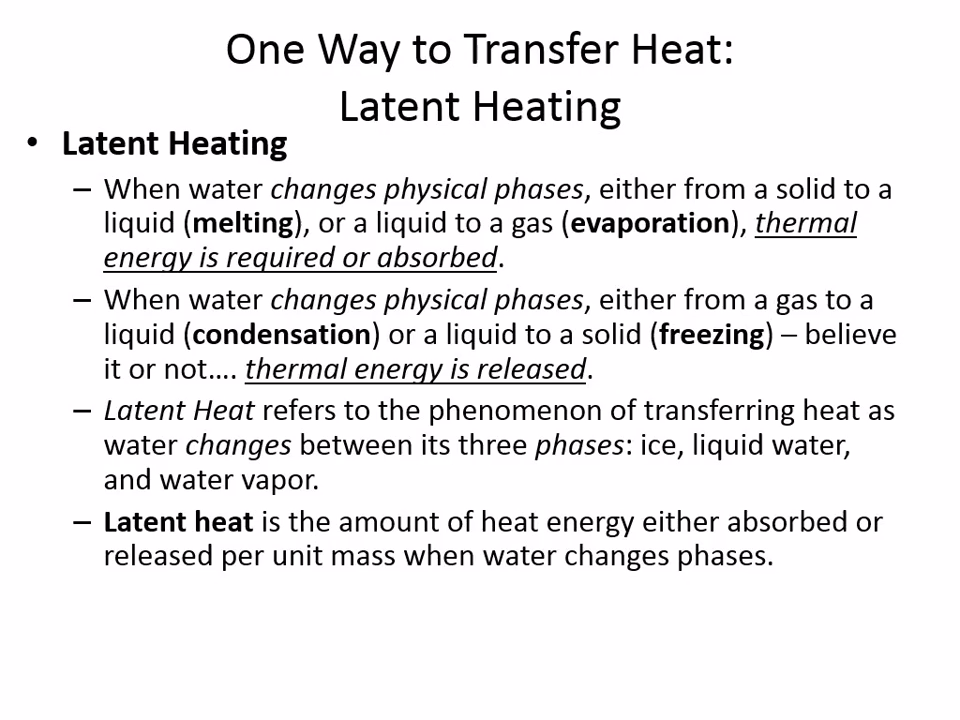 One Way to Transfer Heat:
Latent Heating
• Latent Heating
– When water changes physical phases, either from a solid to a
liquid (melting), or a liquid to a gas (evaporation), thermal
energy is required or absorbed.
– When water changes physical phases, either from a gas to a
liquid (condensation) or a liquid to a solid (freezing) – believe
it or not…. thermal energy is released.
– Latent Heat refers to the phenomenon of transferring heat as
water changes between its three phases: ice, liquid water,
and water vapor.
– Latent heat is the amount of heat energy either absorbed or
released per unit mass when water changes phases.